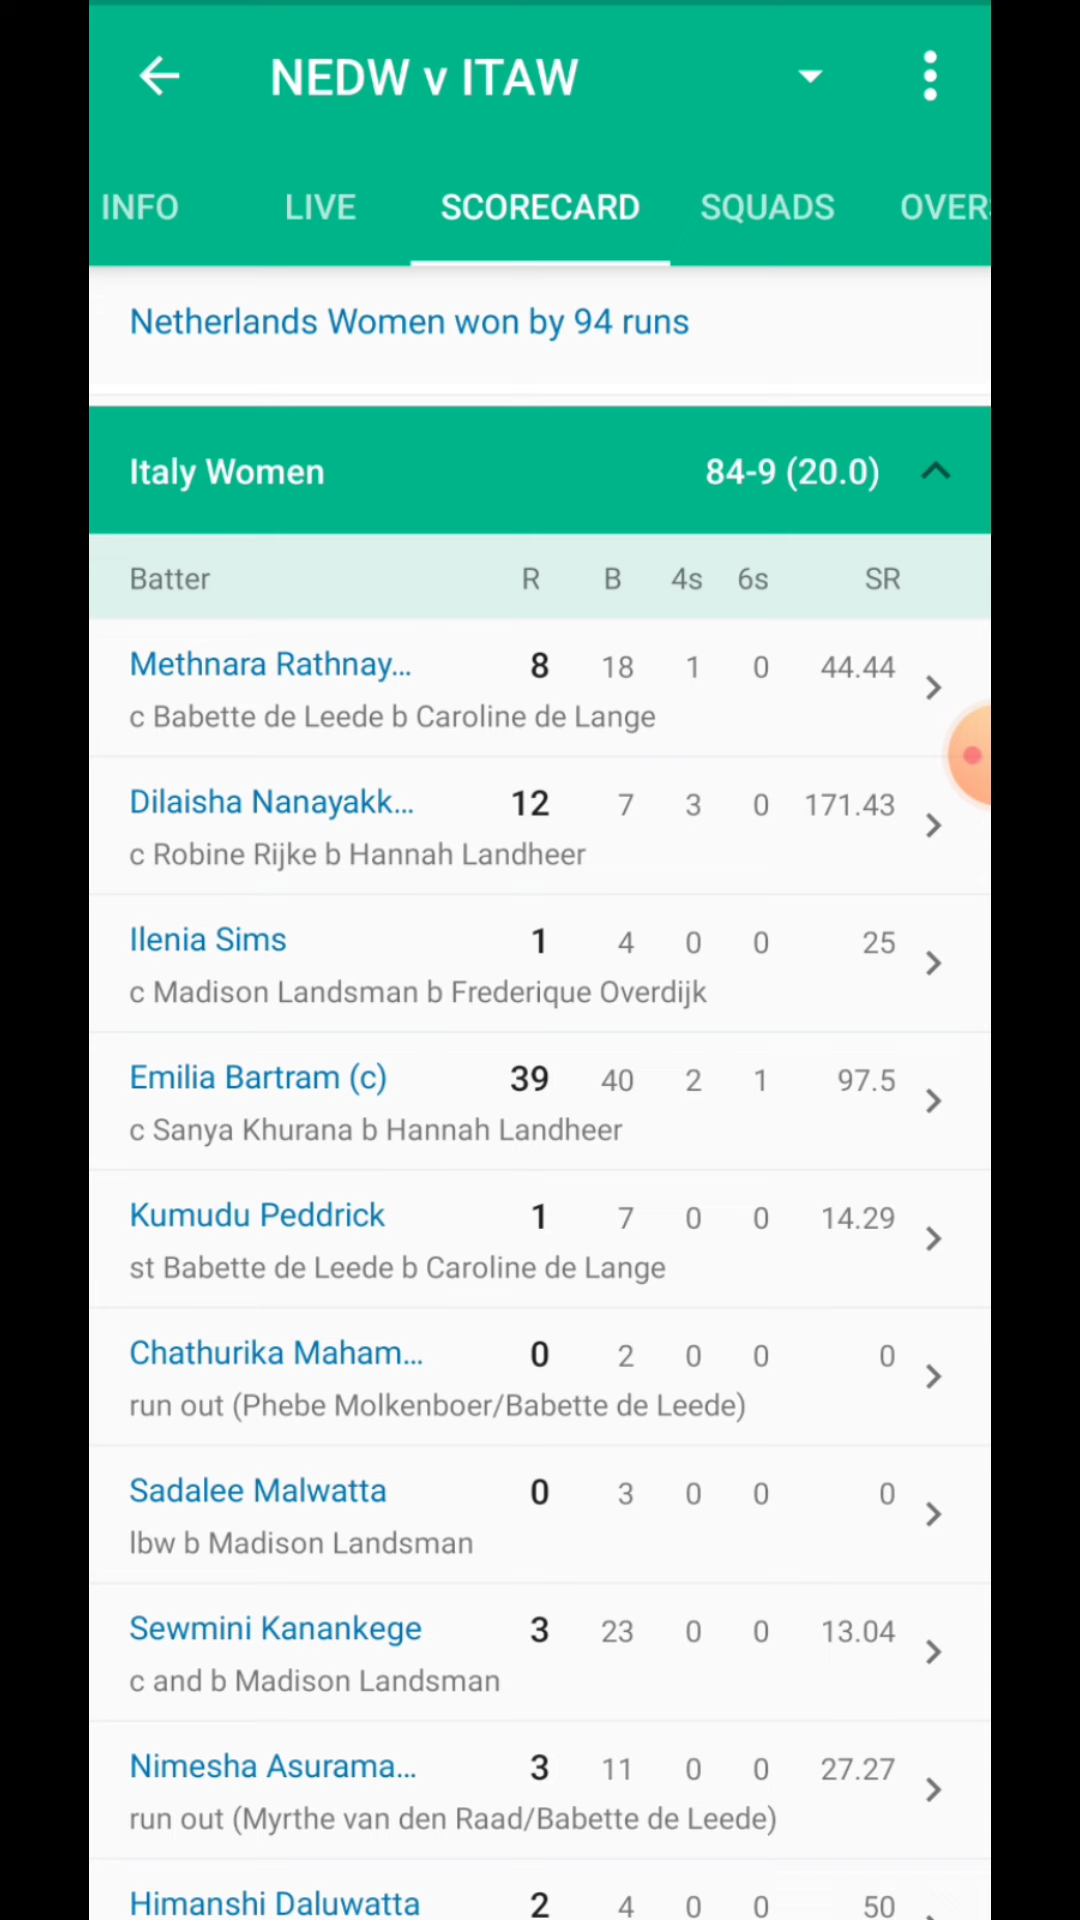 NEDW v ITAW
INFO LIVE SCORECARD SQUADS OVER
Netherlands Women won by 94 runs
Italy Women 84-9 (20.0)
Batter R B 4s 6s SR
Methnara Rathnay... 8 18 1 0 44.44
c Babette de Leede b Caroline de Lange
Dilaisha Nanayakk... 12 7 3 0 171.43
c Robine Rijke b Hannah Landheer
Ilenia Sims 1 4 0 0 25
c Madison Landsman b Frederique Overdijk
Emilia Bartram (c) 39 40 2 1 97.5
c Sanya Khurana b Hannah Landheer
Kumudu Peddrick 1 7 0 0 14.29
st Babette de Leede b Caroline de Lange
Chathurika Maham... 0 2 0 0 0
run out (Phebe Molkenboer/Babette de Leede)
Sadalee Malwatta 0 3 0 0 0
lbw b Madison Landsman
Sewmini Kanankege 3 23 0 0 13.04
c and b Madison Landsman
Nimesha Asurama... 3 11 0 0 27.27
run out (Myrthe van den Raad/Babette de Leede)
Himanshi Daluwatta 2 4 0 0 50